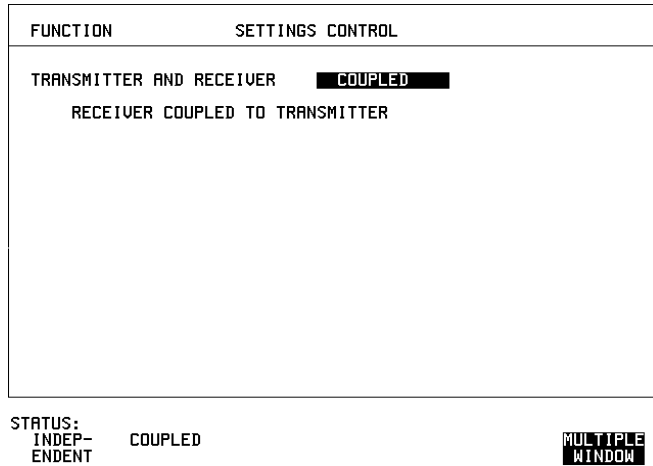 FUNCTION SETTINGS CONTROL
TRANSMITTER AND RECEIVER COUPLED
RECEIVER COUPLED TO TRANSMITTER
STATUS:
INDEP- COUPLED MULTIPLE
ENDENT WINDOW